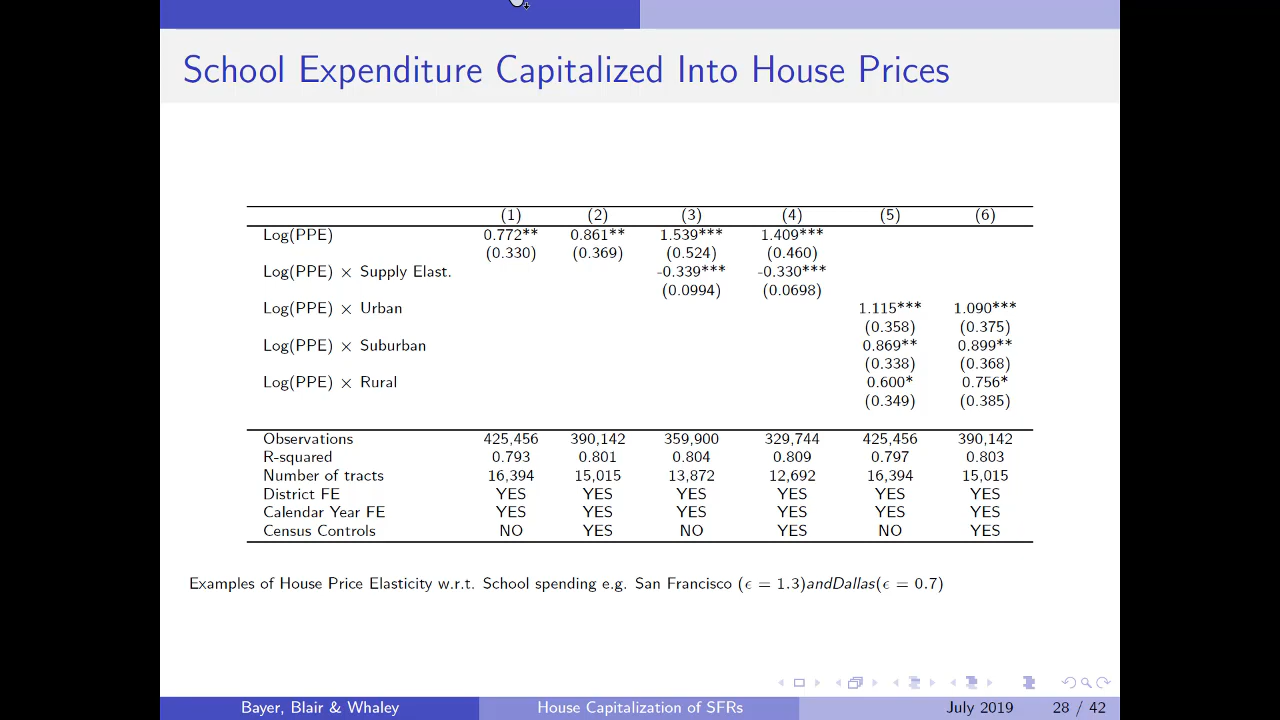 School Expenditure Capitalized Into House Prices
(1) (2) (3) (4) (5) (6)
Log(PPE) 0.772** 0.861** 1.539*** 1.409***
(0.330) (0.369) (0.524) (0.460)
Log(PPE) × Supply Elast. -0.339*** -0.330***
(0.0994) (0.0698)
Log(PPE) × Urban 1.115*** 1.090***
(0.358) (0.375)
Log(PPE) × Suburban 0.869** 0.899**
(0.338) (0.368)
Log(PPE) × Rural 0.600* 0.756*
(0.349) (0.385)
Observations 425,456 390,142 359,900 329,744 425,456 390,142
R-squared 0.793 0.801 0.804 0.809 0.797 0.803
Number of tracts 16,394 15,015 13,872 12,692 16,394 15,015
District FE YES YES YES YES YES YES
Calendar Year FE YES YES YES YES YES YES
Census Controls NO YES NO YES NO YES
Examples of House Price Elasticity w.r.t. School spending e.g. San Francisco (ϵ = 1.3)andDallas(ϵ = 0.7)
Bayer, Blair & Whaley House Capitalization of SFRs July 2019 28 / 42